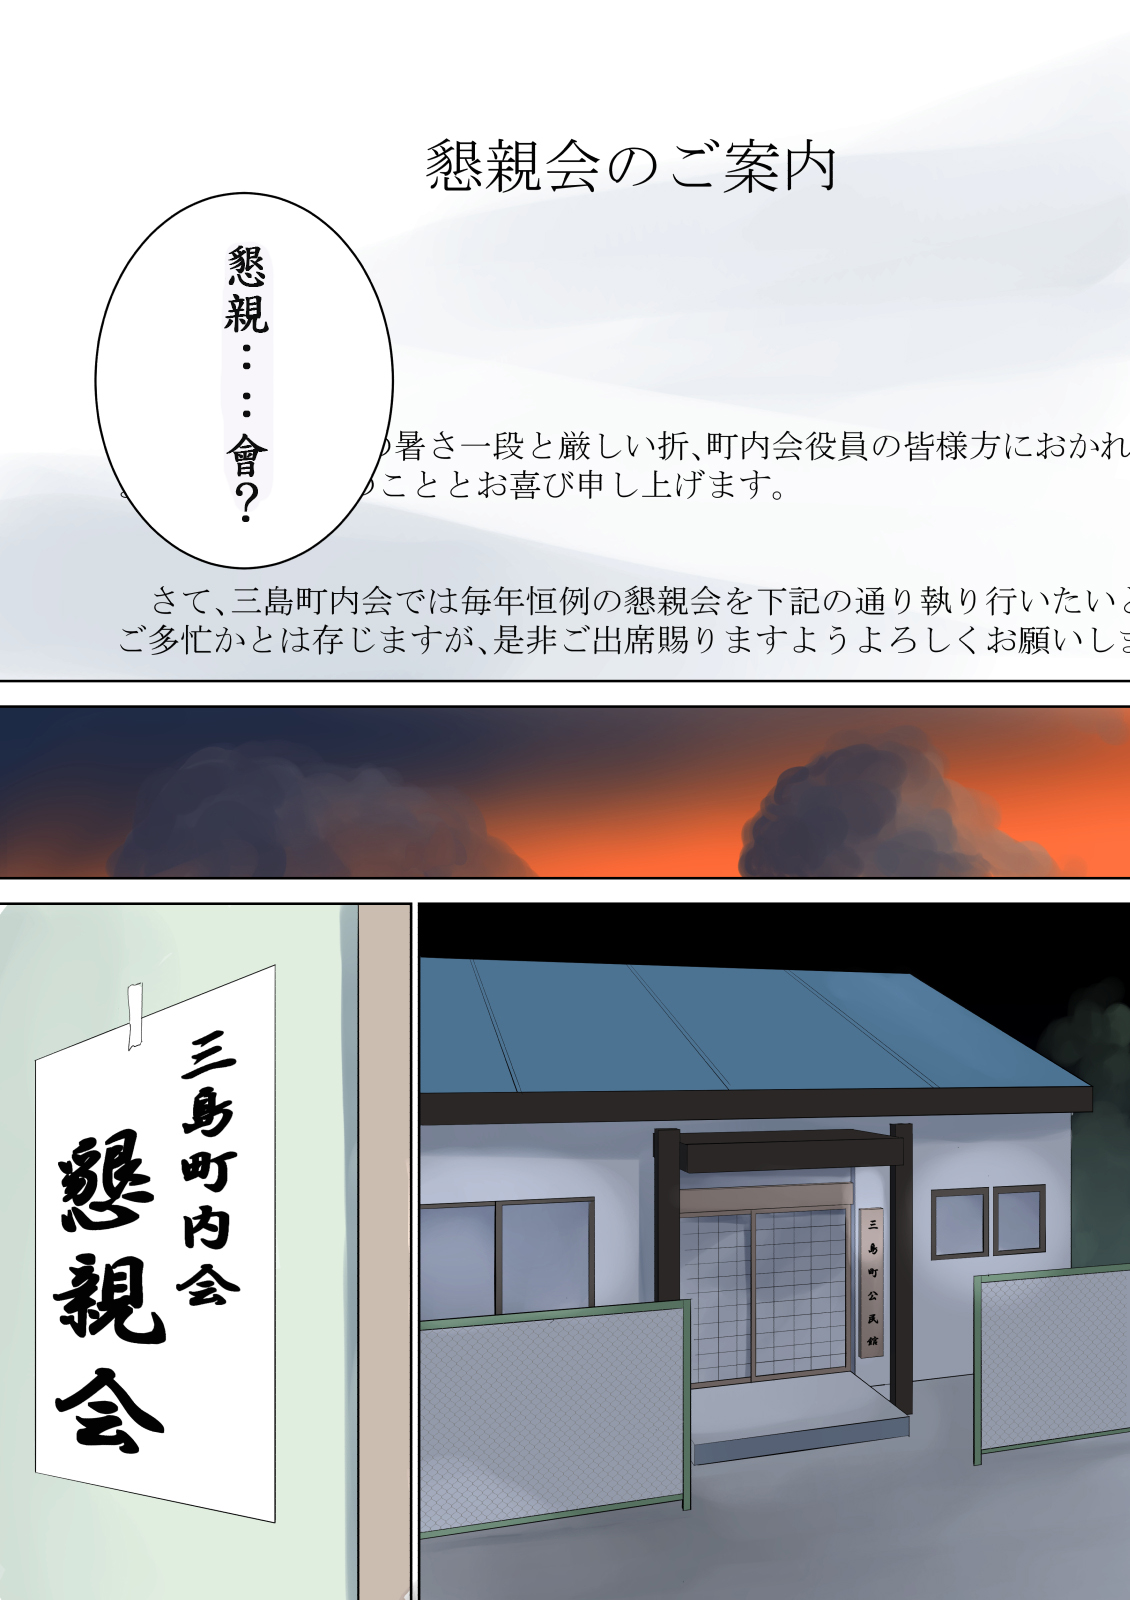 懇親会のご案内
懇親……會？
の暑さ一段と厳しい折、町内会役員の皆様方におかれ
こととお喜び申し上げます。
さて、三島町内会では毎年恒例の懇親会を下記の通り執り行いたいと
ご多忙かとは存じますが、是非ご出席賜りますようよろしくお願いしま
三島町内会
懇親会
三島町公民館